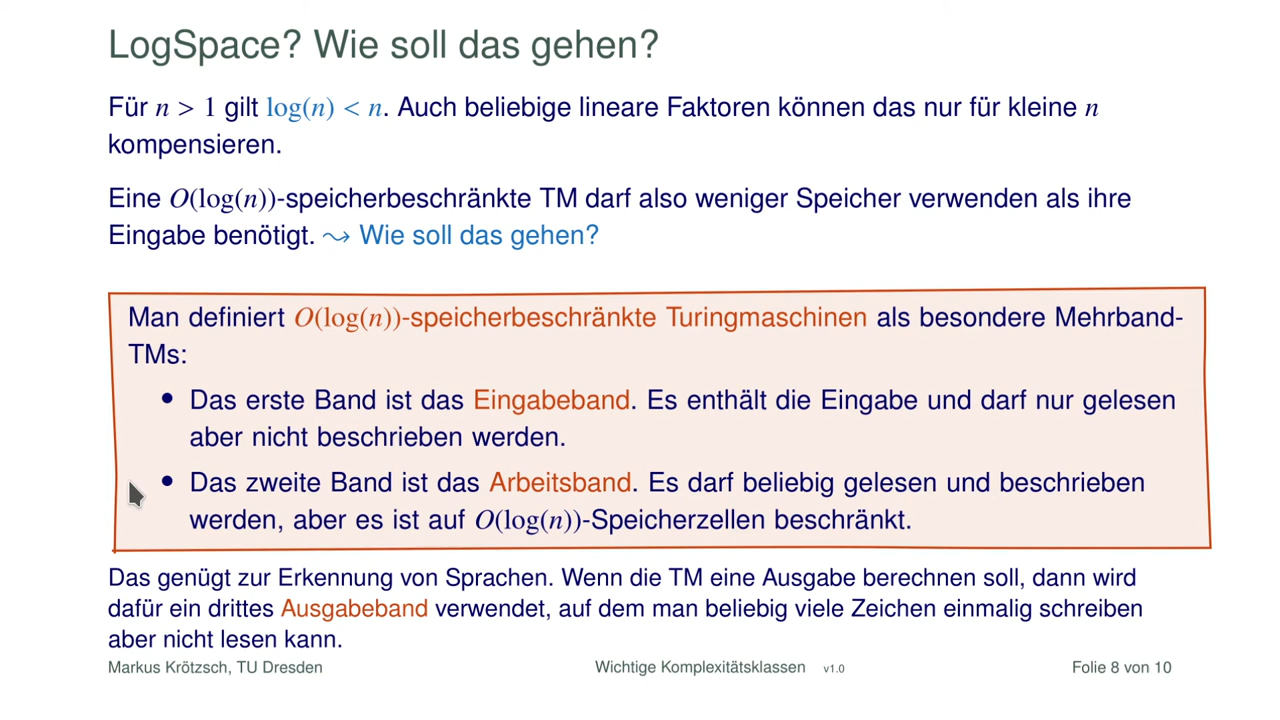 LogSpace? Wie soll das gehen?
Für n > 1 gilt log(n) < n. Auch beliebige lineare Faktoren können das nur für kleine n
kompensieren.
Eine O(log(n))-speicherbeschränkte TM darf also weniger Speicher verwenden als ihre
Eingabe benötigt. ⇝ Wie soll das gehen?
Man definiert O(log(n))-speicherbeschränkte Turingmaschinen als besondere Mehrband-
TMs:
• Das erste Band ist das Eingabeband. Es enthält die Eingabe und darf nur gelesen
aber nicht beschrieben werden.
• Das zweite Band ist das Arbeitsband. Es darf beliebig gelesen und beschrieben
werden, aber es ist auf O(log(n))-Speicherzellen beschränkt.
Das genügt zur Erkennung von Sprachen. Wenn die TM eine Ausgabe berechnen soll, dann wird
dafür ein drittes Ausgabeband verwendet, auf dem man beliebig viele Zeichen einmalig schreiben
aber nicht lesen kann.
Markus Krötzsch, TU Dresden Wichtige Komplexitätsklassen v1.0 Folie 8 von 10